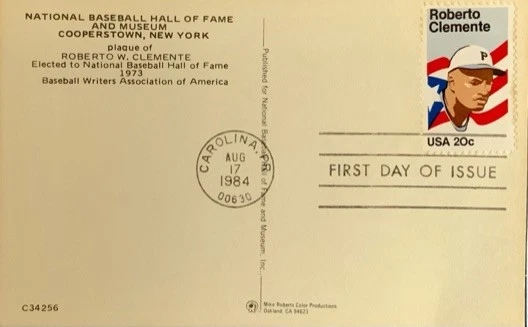 NATIONAL BASEBALL HALL OF FAME
AND MUSEUM
COOPERSTOWN, NEW YORK
plaque of
ROBERTO W. CLEMENTE
Elected to National Baseball Hall of Fame
1973
Baseball Writers Association of America
Roberto
Clemente
P
USA 20c
Published for National Baseball Hall of Fame and Museum, Inc.
CAROLINA, PR
AUG
17
1984
00630
FIRST DAY OF ISSUE
C34256
Mike Roberts Color Productions
Oakland, CA 94623